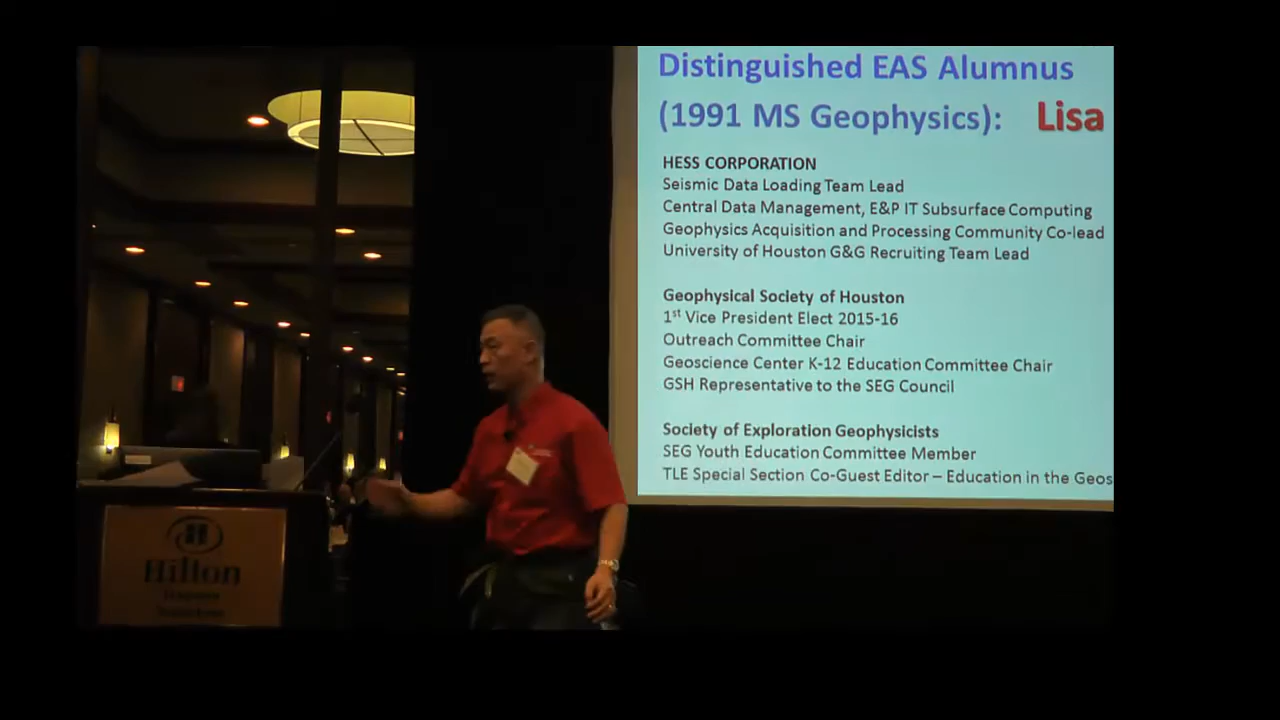 Distinguished EAS Alumnus
(1991 MS Geophysics): Lisa
HESS CORPORATION
Seismic Data Loading Team Lead
Central Data Management, E&P IT Subsurface Computing
Geophysics Acquisition and Processing Community Co-lead
University of Houston G&G Recruiting Team Lead
Geophysical Society of Houston
1st Vice President Elect 2015-16
Outreach Committee Chair
Geoscience Center K-12 Education Committee Chair
GSH Representative to the SEG Council
Society of Exploration Geophysicists
SEG Youth Education Committee Member
TLE Special Section Co-Guest Editor – Education in the Geos
H
Hilton